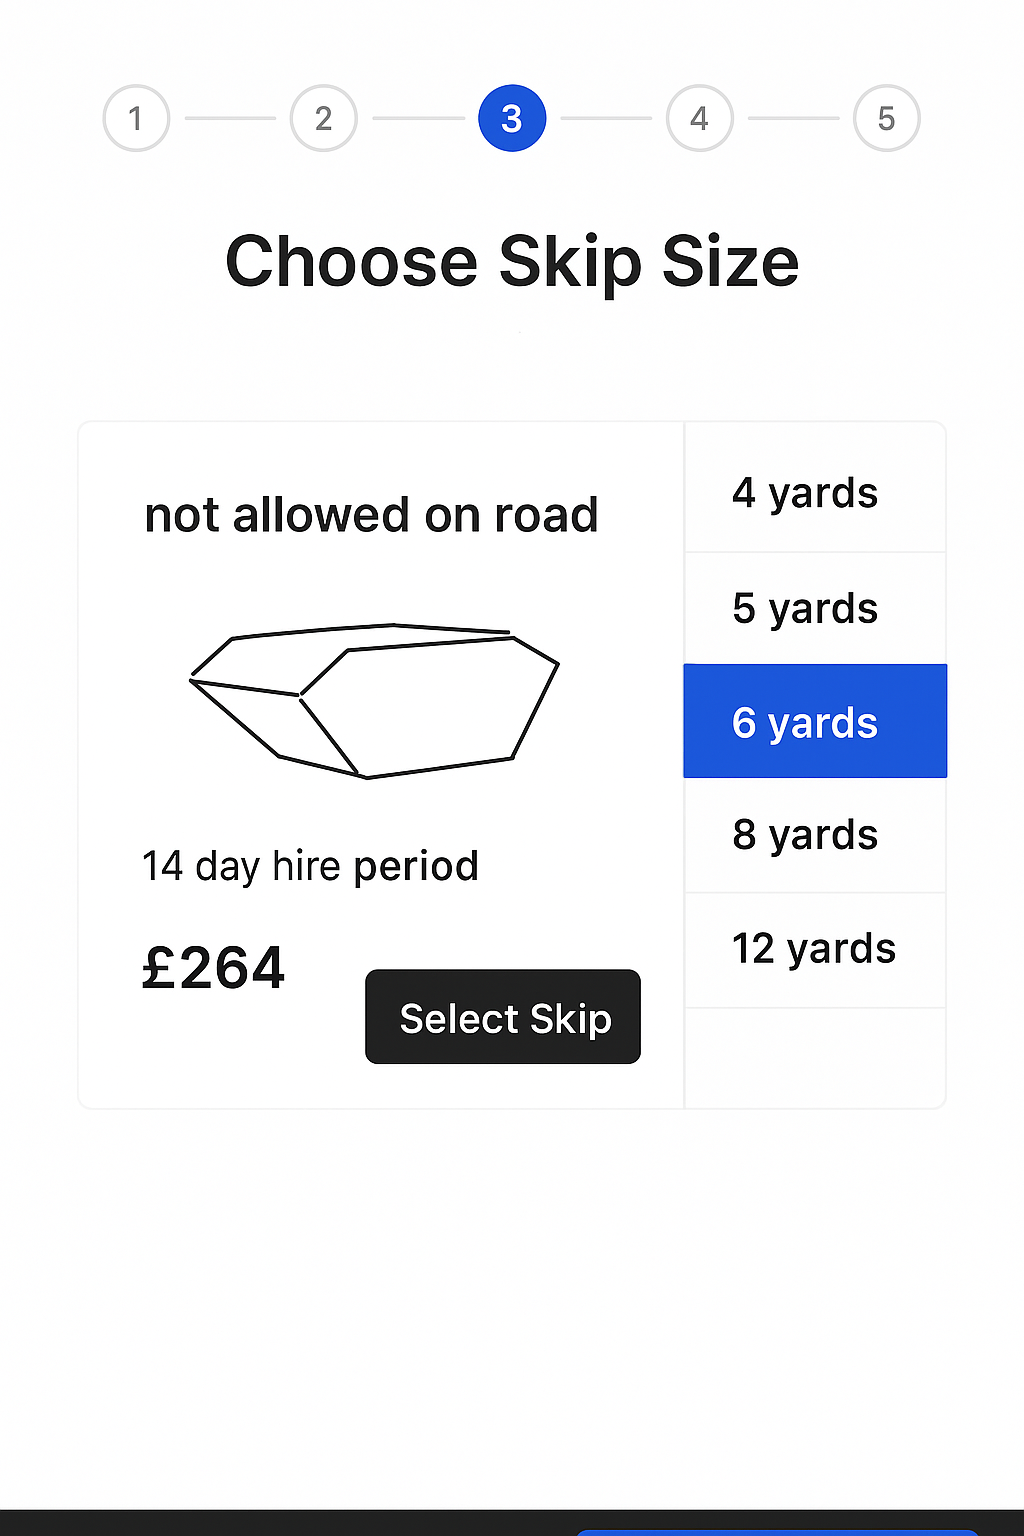 1 2 3 4 5
Choose Skip Size
not allowed on road
14 day hire period
£264
Select Skip
4 yards
5 yards
6 yards
8 yards
12 yards